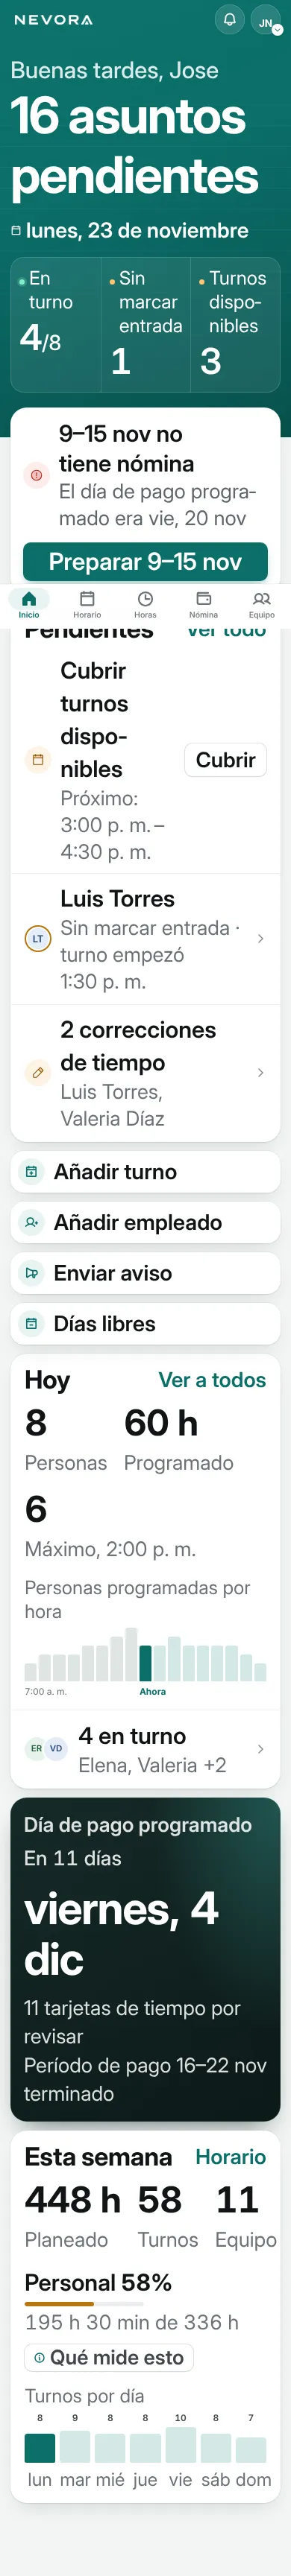 NEVORA
JN
Buenas tardes, Jose
16 asuntos
pendientes
lunes, 23 de noviembre
En
turno
4/8
Sin
marcar
entrada
1
Turnos
dispo-
nibles
3
9–15 nov no
tiene nómina
El día de pago progra-
mado era vie, 20 nov
Preparar 9–15 nov
Inicio
Horario
Horas
Nómina
Equipo
Pendientes
Ver todo
Cubrir
turnos
dispo-
nibles
Próximo:
3:00 p. m. –
4:30 p. m.
Cubrir
LT
Luis Torres
Sin marcar entrada ·
turno empezó
1:30 p. m.
2 correcciones
de tiempo
Luis Torres,
Valeria Díaz
Añadir turno
Añadir empleado
Enviar aviso
Días libres
Hoy
Ver a todos
8
Personas
60 h
Programado
6
Máximo, 2:00 p. m.
Personas programadas por
hora
7:00 a. m.
Ahora
ER
VD
4 en turno
Elena, Valeria +2
Día de pago programado
En 11 días
viernes, 4
dic
11 tarjetas de tiempo por
revisar
Período de pago 16–22 nov
terminado
Esta semana
Horario
448 h
Planeado
58
Turnos
11
Equipo
Personal 58%
195 h 30 min de 336 h
Qué mide esto
Turnos por día
8 9 8 8 10 8 7
lun mar mié jue vie sáb dom